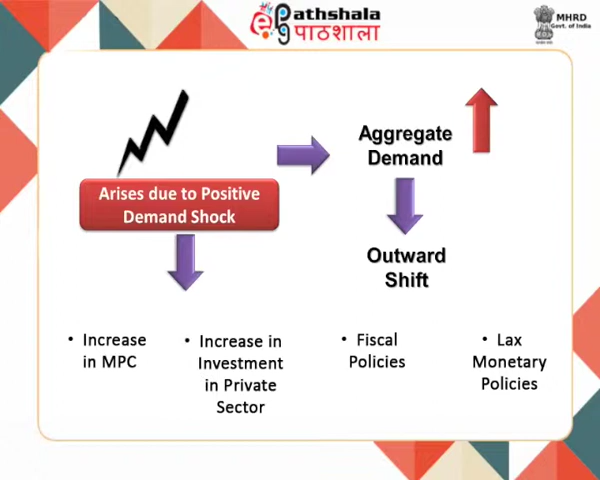 Pathshala
पाठशाला
MHRD
Govt. of India
Aggregate
Demand
Arises due to Positive
Demand Shock
Outward
Shift
• Increase
in MPC
• Increase in
Investment
in Private
Sector
• Fiscal
Policies
• Lax
Monetary
Policies